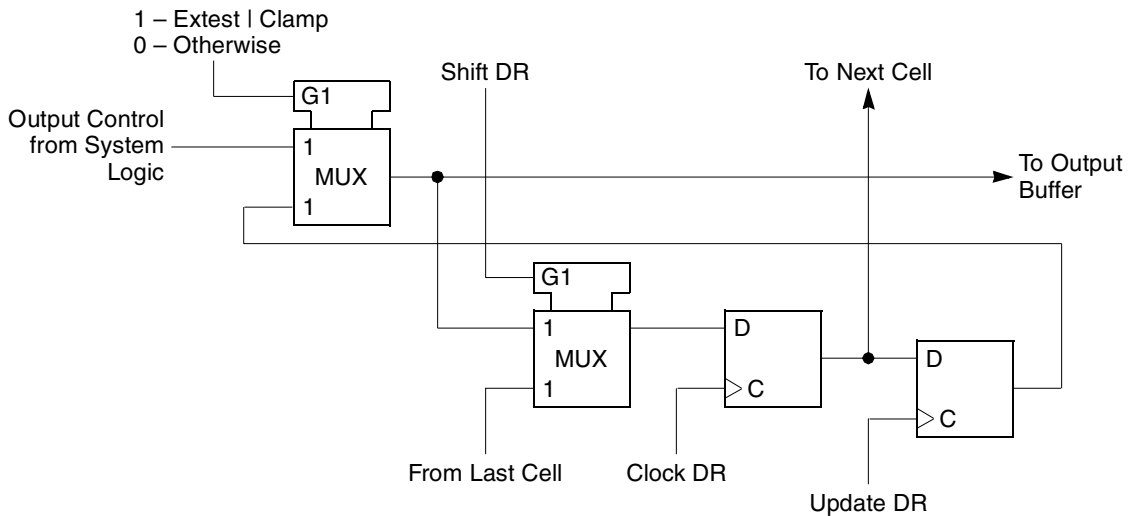 1 – Extest | Clamp
0 – Otherwise
Shift DR
To Next Cell
G1
Output Control
from System
Logic
1
MUX
1
To Output
Buffer
G1
1
MUX
1
D
C
D
C
From Last Cell
Clock DR
Update DR